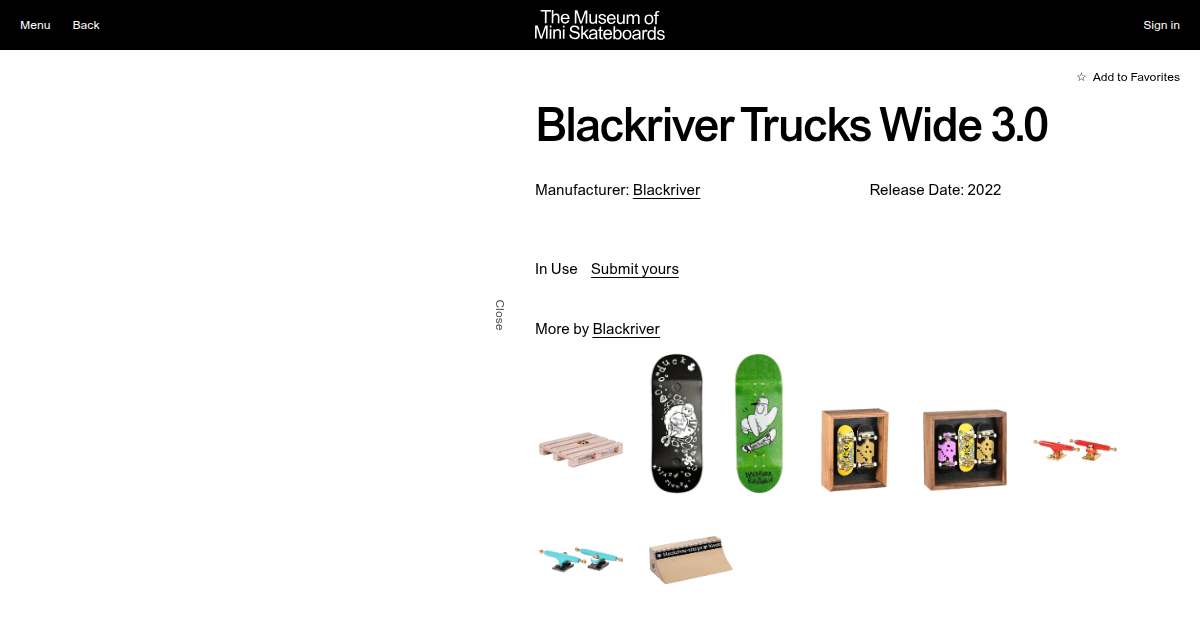 Menu
Back
The Museum of
Mini Skateboards
Sign in
☆ Add to Favorites
Blackriver Trucks Wide 3.0
Manufacturer: Blackriver
Release Date: 2022
In Use
Submit yours
Close
More by Blackriver